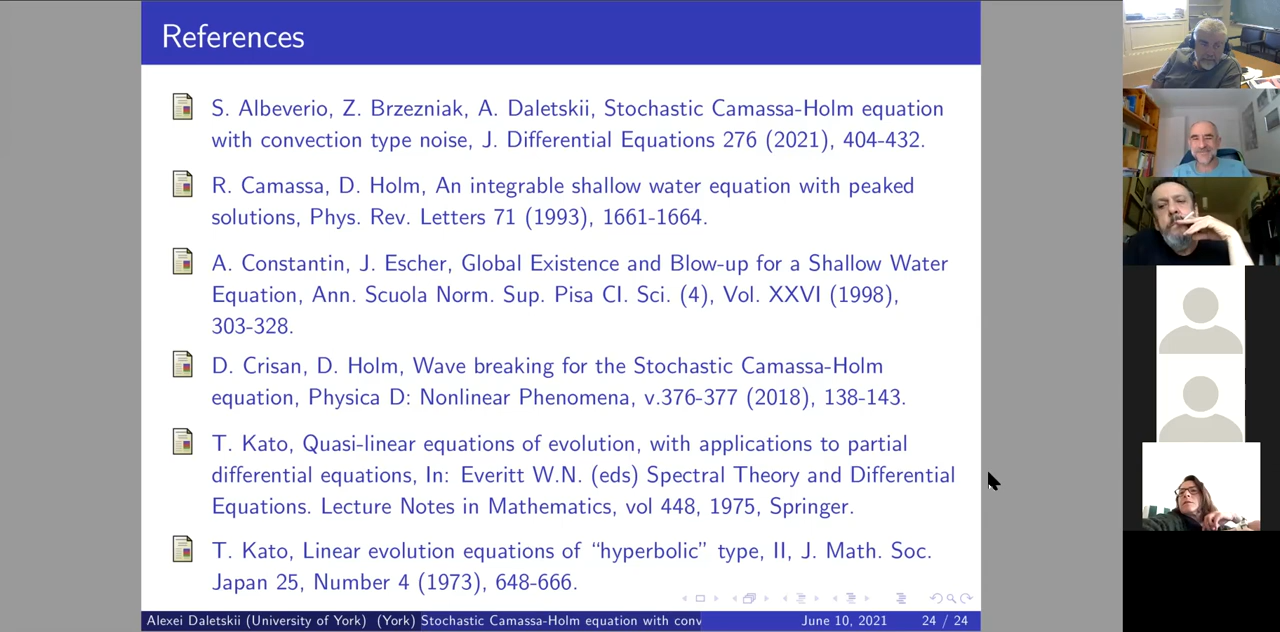 References
S. Albeverio, Z. Brzezniak, A. Daletskii, Stochastic Camassa-Holm equation
with convection type noise, J. Differential Equations 276 (2021), 404-432.
R. Camassa, D. Holm, An integrable shallow water equation with peaked
solutions, Phys. Rev. Letters 71 (1993), 1661-1664.
A. Constantin, J. Escher, Global Existence and Blow-up for a Shallow Water
Equation, Ann. Scuola Norm. Sup. Pisa CI. Sci. (4), Vol. XXVI (1998),
303-328.
D. Crisan, D. Holm, Wave breaking for the Stochastic Camassa-Holm
equation, Physica D: Nonlinear Phenomena, v.376-377 (2018), 138-143.
T. Kato, Quasi-linear equations of evolution, with applications to partial
differential equations, In: Everitt W.N. (eds) Spectral Theory and Differential
Equations. Lecture Notes in Mathematics, vol 448, 1975, Springer.
T. Kato, Linear evolution equations of “hyperbolic” type, II, J. Math. Soc.
Japan 25, Number 4 (1973), 648-666.
Alexei Daletskii (University of York) (York) Stochastic Camassa-Holm equation with conv June 10, 2021 24 / 24